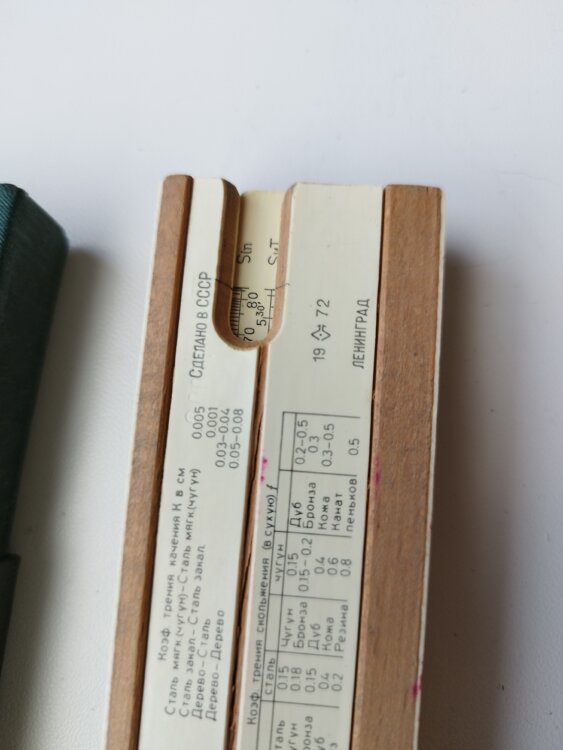 СДЕЛАНО В СССР
Коэф. трения качения К в см
Сталь мягк.(чугун)–Сталь мягк.(чугун) 0.005
Сталь закал.–Сталь закал. 0.001
Дерево–Сталь 0.03–0.04
Дерево–Дерево 0.05–0.08
Sin
70 80
5,30'
SиT
19 72
ЛЕНИНГРАД
Коэф. трения скольжения (в сухую) f
сталь чугун
таль 0.15 Чугун 0.15 Дуб 0.2–0.5
угун 0.18 Бронза 0.15–0.2 Бронза 0.3
ронза 0.15 Дуб 0.4 Кожа 0.3–0.5
0.4 Кожа 0.6 Канат
0.2 Резина 0.8 пеньков 0.5